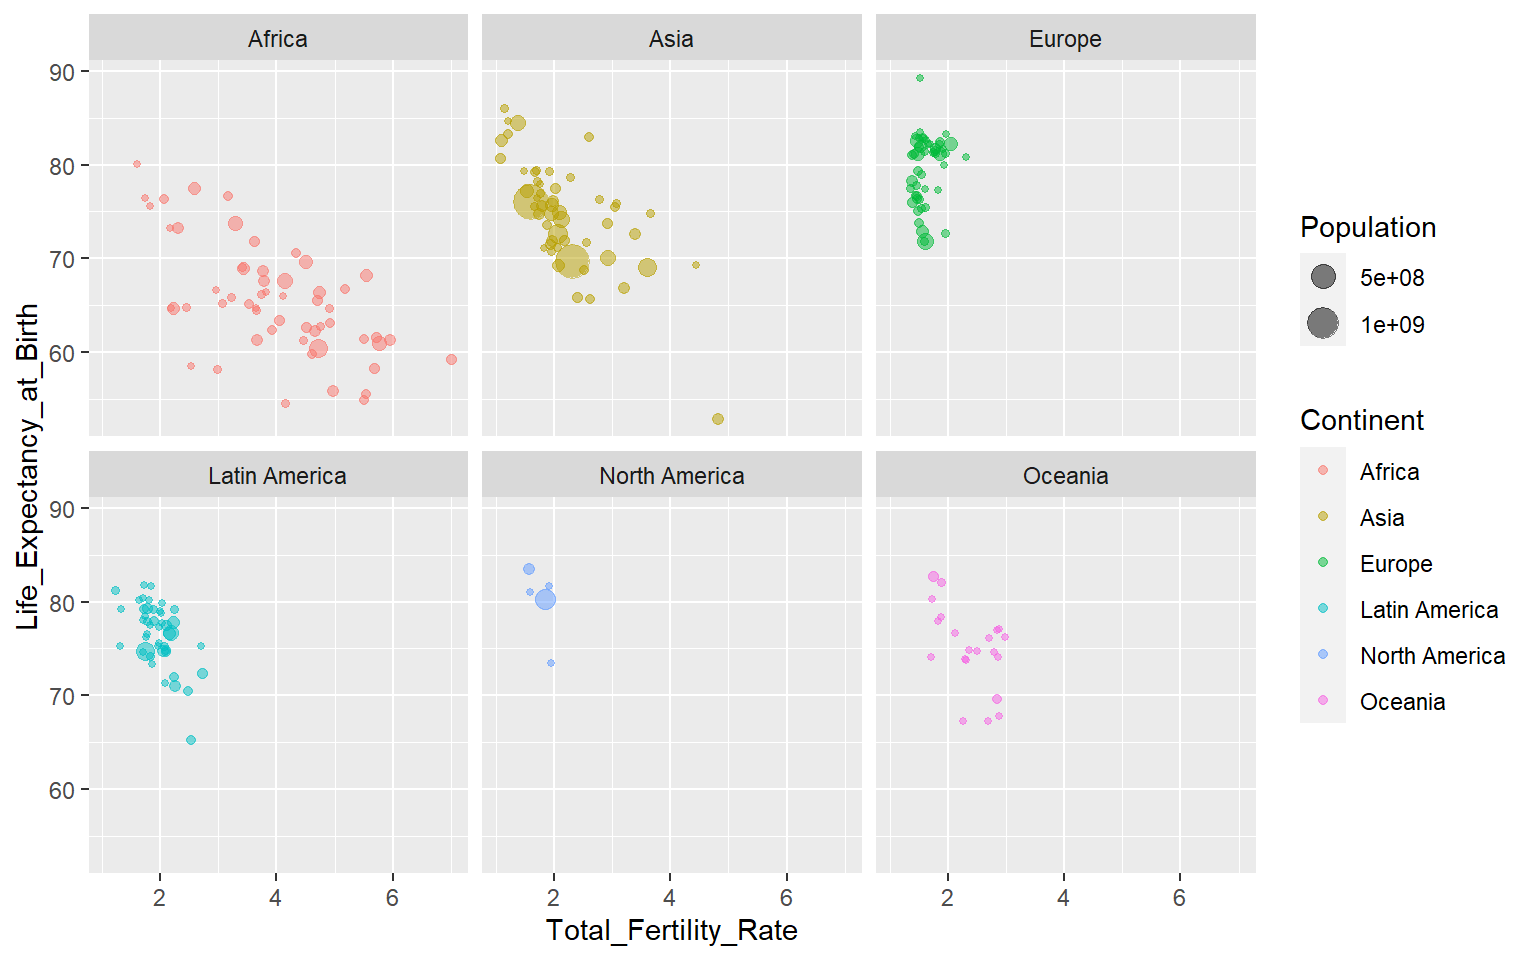 Africa
Asia
Europe
90
80
70
60
Latin America
North America
Oceania
90
80
70
60
2
4
6
2
4
6
2
4
6
Total_Fertility_Rate
Life_Expectancy_at_Birth
Population
5e+08
1e+09
Continent
Africa
Asia
Europe
Latin America
North America
Oceania